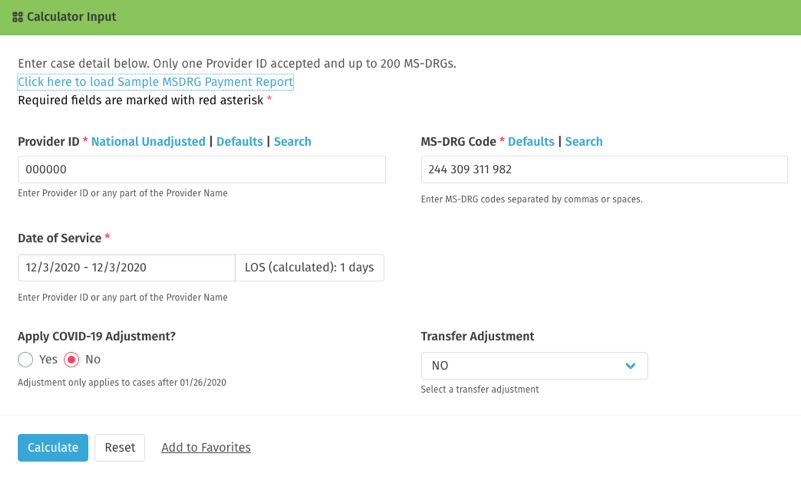 Calculator Input
Enter case detail below. Only one Provider ID accepted and up to 200 MS-DRGs.
Click here to load Sample MSDRG Payment Report
Required fields are marked with red asterisk *
Provider ID * National Unadjusted | Defaults | Search
000000
Enter Provider ID or any part of the Provider Name
MS-DRG Code * Defaults | Search
244 309 311 982
Enter MS-DRG codes separated by commas or spaces.
Date of Service *
12/3/2020 - 12/3/2020 LOS (calculated): 1 days
Enter Provider ID or any part of the Provider Name
Apply COVID-19 Adjustment?
Yes No
Adjustment only applies to cases after 01/26/2020
Transfer Adjustment
NO
Select a transfer adjustment
Calculate Reset Add to Favorites